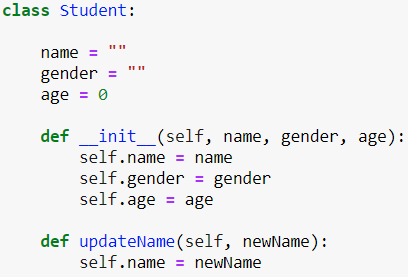 class Student:
name = ""
gender = ""
age = 0
def __init__(self, name, gender, age):
self.name = name
self.gender = gender
self.age = age
def updateName(self, newName):
self.name = newName